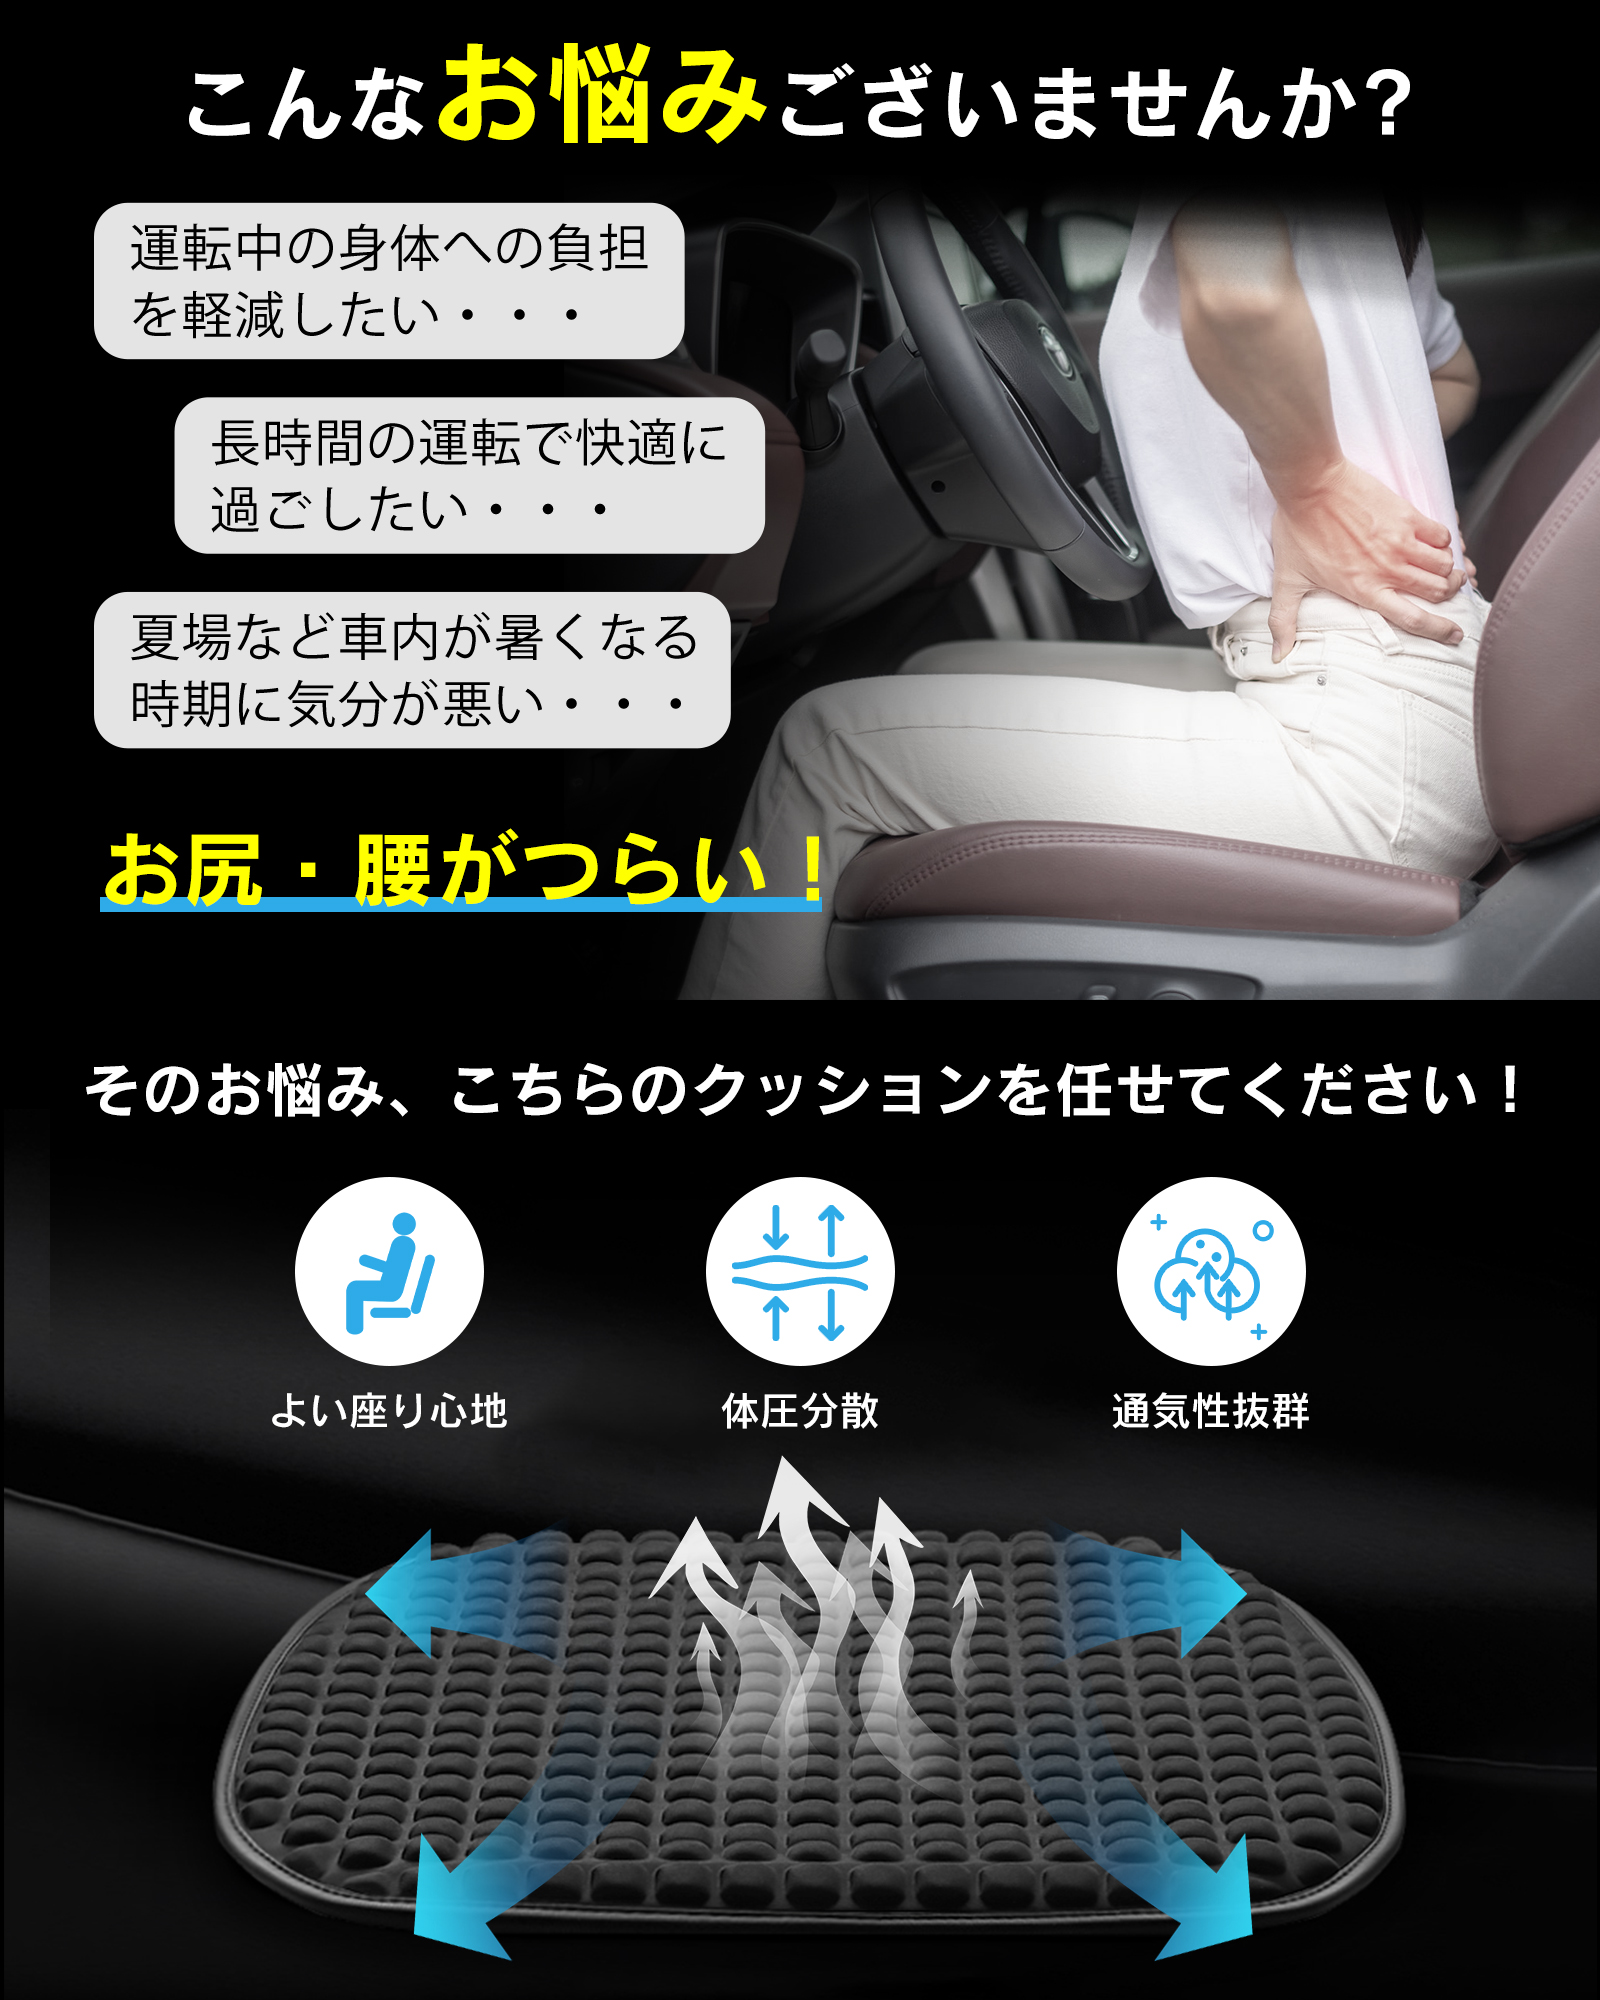 こんなお悩みございませんか?
運転中の身体への負担
を軽減したい・・・
長時間の運転で快適に
過ごしたい・・・
夏場など車内が暑くなる
時期に気分が悪い・・・
お尻・腰がつらい！
そのお悩み、こちらのクッションを任せてください！
よい座り心地
体圧分散
通気性抜群